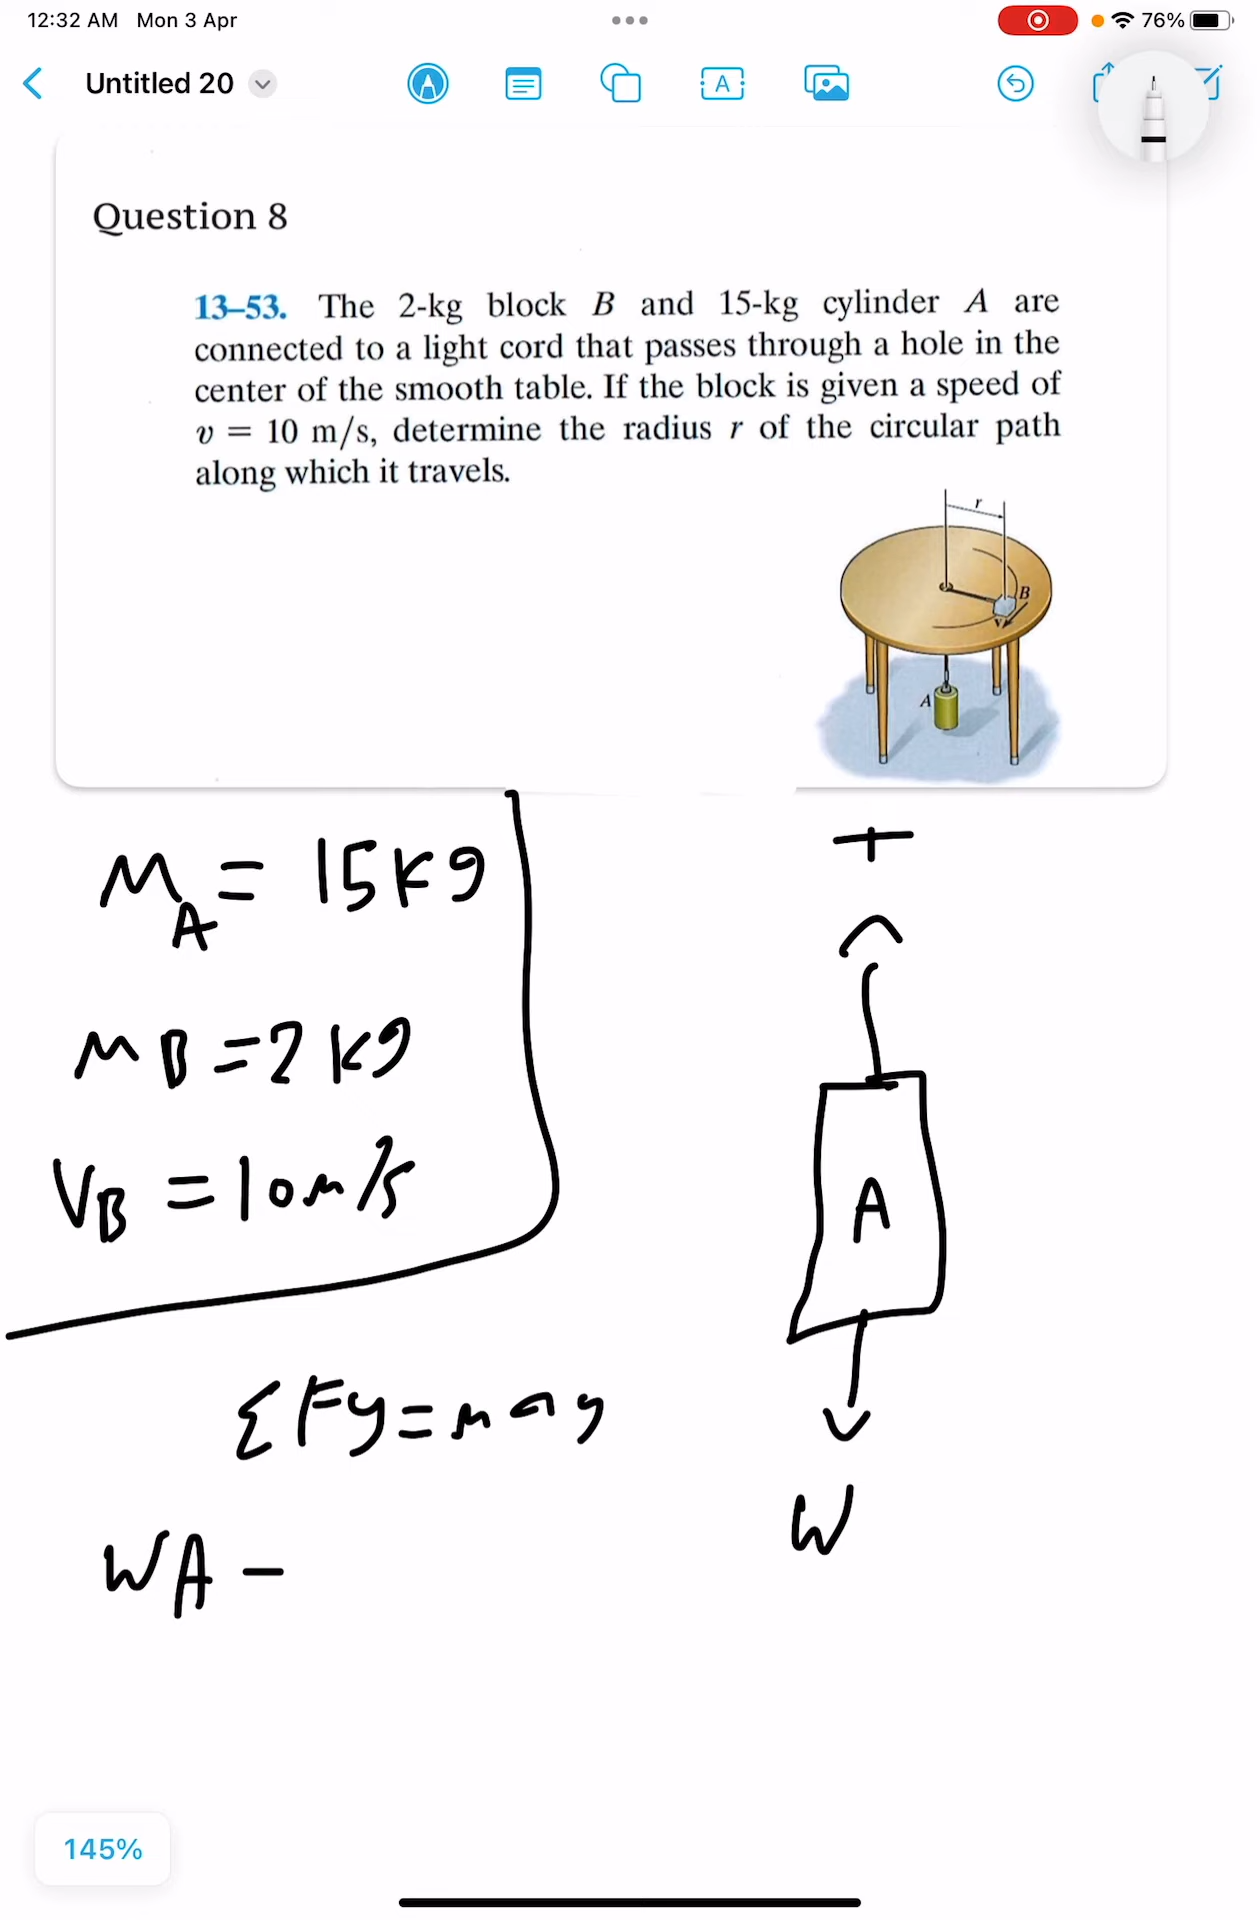 12:32 AM Mon 3 Apr
76%
Untitled 20
A
Question 8
13–53. The 2-kg block B and 15-kg cylinder A are
connected to a light cord that passes through a hole in the
center of the smooth table. If the block is given a speed of
v = 10 m/s, determine the radius r of the circular path
along which it travels.
r
B
v
A
MA = 15kg
MB = 2kg
VB = 10m/s
T
A
W
ΣFy = may
WA –
145%